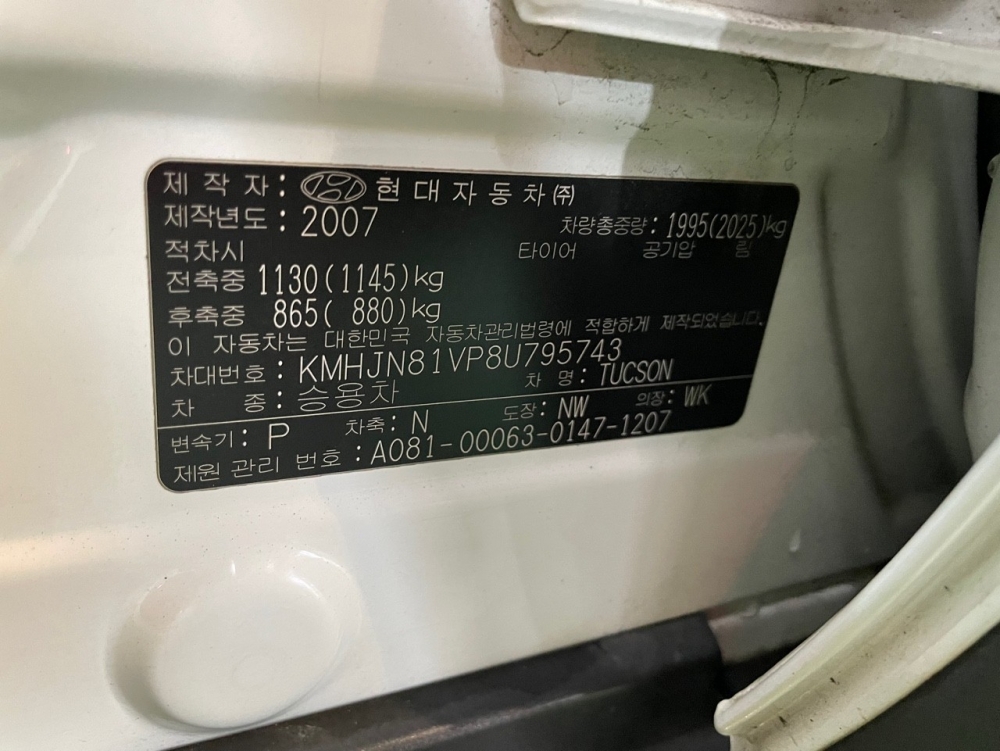 제 작 자 : 현 대 자 동 차 ㈜
제작년도 : 2007 차량총중량 : 1995(2025)kg
적차시 타이어 공기압 림
전축중 1130(1145)kg
후축중 865( 880)kg
이 자동차는 대한민국 자동차관리법령에 적합하게 제작되었습니다.
차대번호 : KMHJN81VP8U795743
차 종 : 승용차 차 명 : TUCSON
변속기 : P 차축 : N 도장 : NW 의장 : WK
제원 관리 번호 : A081-00063-0147-1207